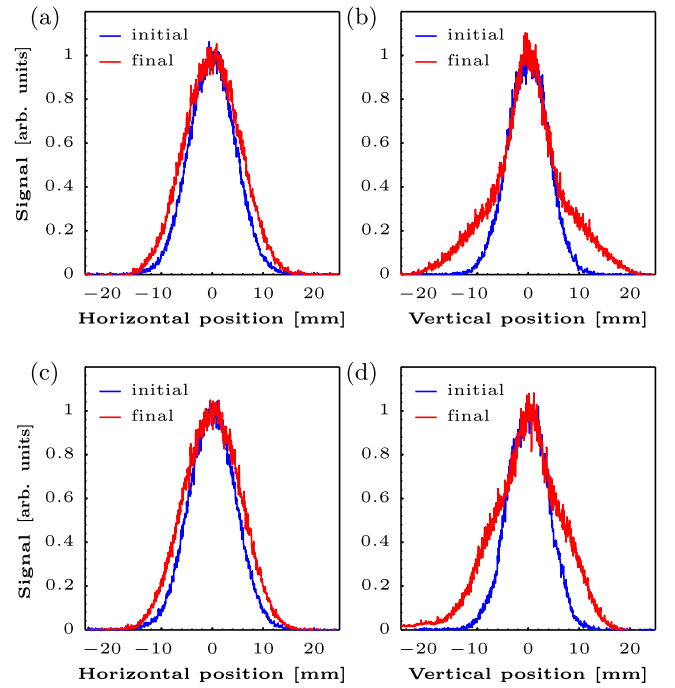 (a)
(b)
initial
final
initial
final
Signal [arb. units]
1
0.8
0.6
0.4
0.2
0
1
0.8
0.6
0.4
0.2
0
−20 −10 0 10 20
−20 −10 0 10 20
Horizontal position [mm]
Vertical position [mm]
(c)
(d)
initial
final
initial
final
Signal [arb. units]
1
0.8
0.6
0.4
0.2
0
1
0.8
0.6
0.4
0.2
0
−20 −10 0 10 20
−20 −10 0 10 20
Horizontal position [mm]
Vertical position [mm]